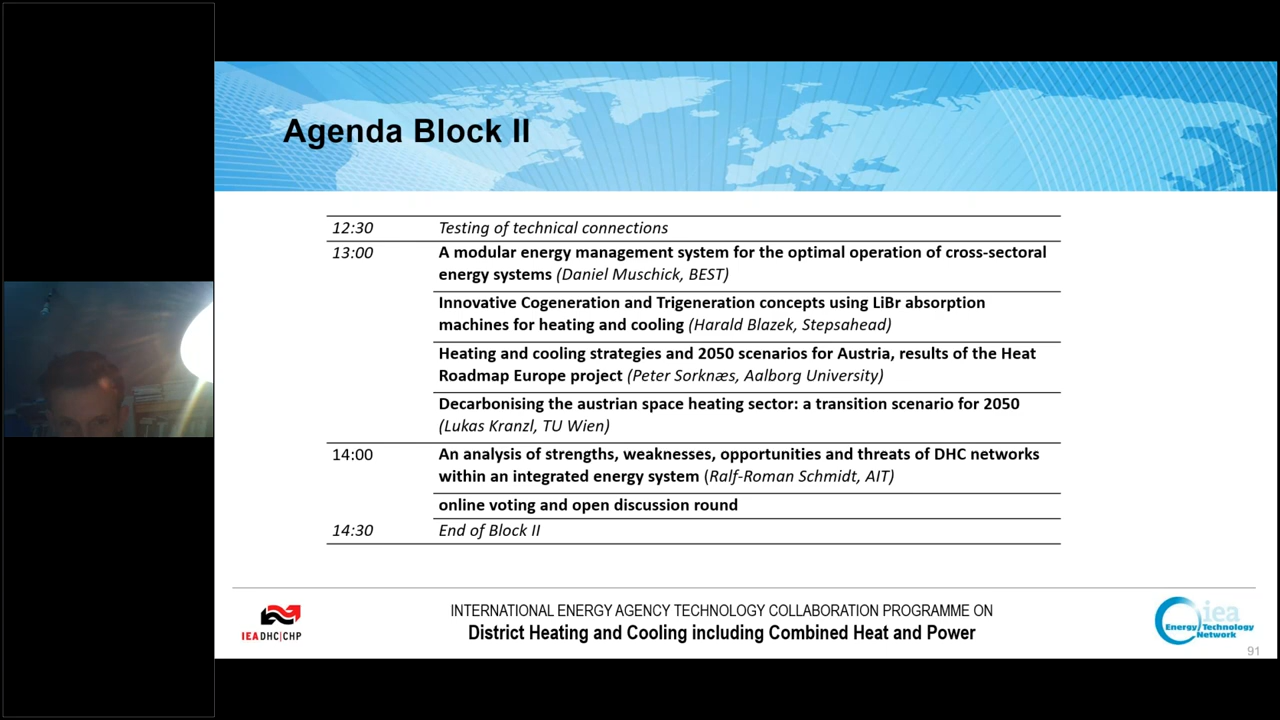 Agenda Block II
12:30 Testing of technical connections
13:00 A modular energy management system for the optimal operation of cross-sectoral
energy systems (Daniel Muschick, BEST)
Innovative Cogeneration and Trigeneration concepts using LiBr absorption
machines for heating and cooling (Harald Blazek, Stepsahead)
Heating and cooling strategies and 2050 scenarios for Austria, results of the Heat
Roadmap Europe project (Peter Sorknæs, Aalborg University)
Decarbonising the austrian space heating sector: a transition scenario for 2050
(Lukas Kranzl, TU Wien)
14:00 An analysis of strengths, weaknesses, opportunities and threats of DHC networks
within an integrated energy system (Ralf-Roman Schmidt, AIT)
online voting and open discussion round
14:30 End of Block II
IEA DHC|CHP
INTERNATIONAL ENERGY AGENCY TECHNOLOGY COLLABORATION PROGRAMME ON
District Heating and Cooling including Combined Heat and Power
iea
Energy Technology
Network
91